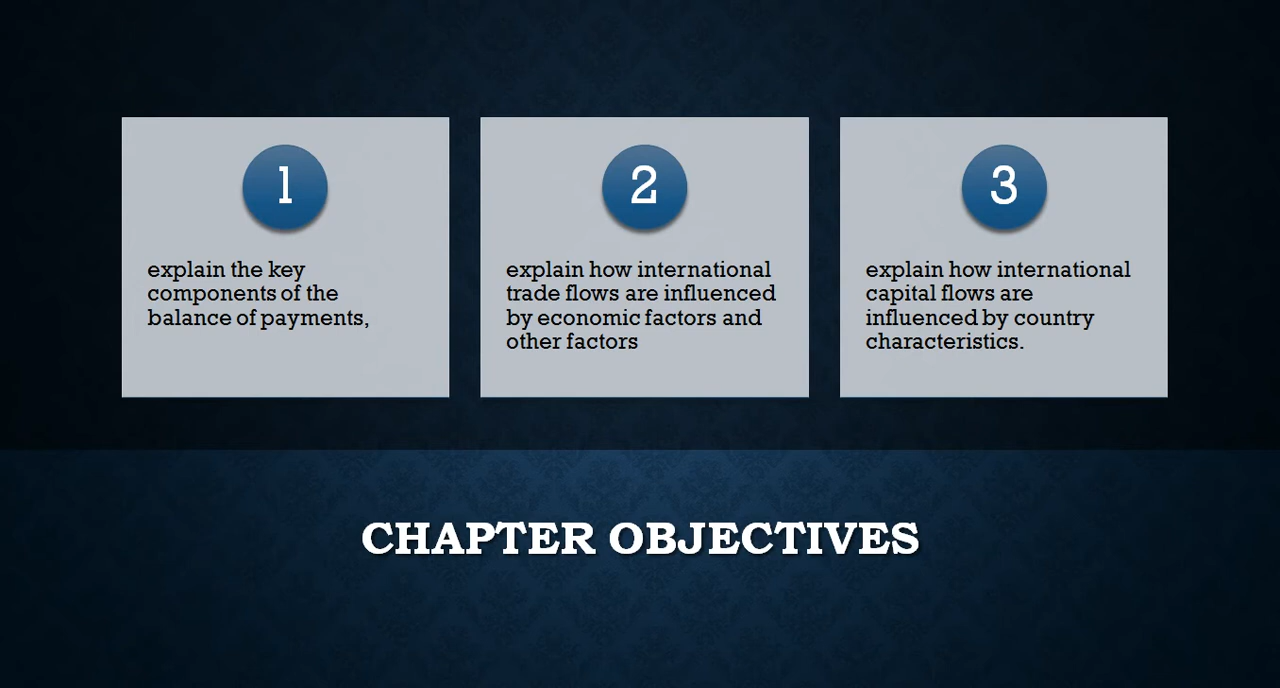 1
explain the key
components of the
balance of payments,
2
explain how international
trade flows are influenced
by economic factors and
other factors
3
explain how international
capital flows are
influenced by country
characteristics.
CHAPTER OBJECTIVES